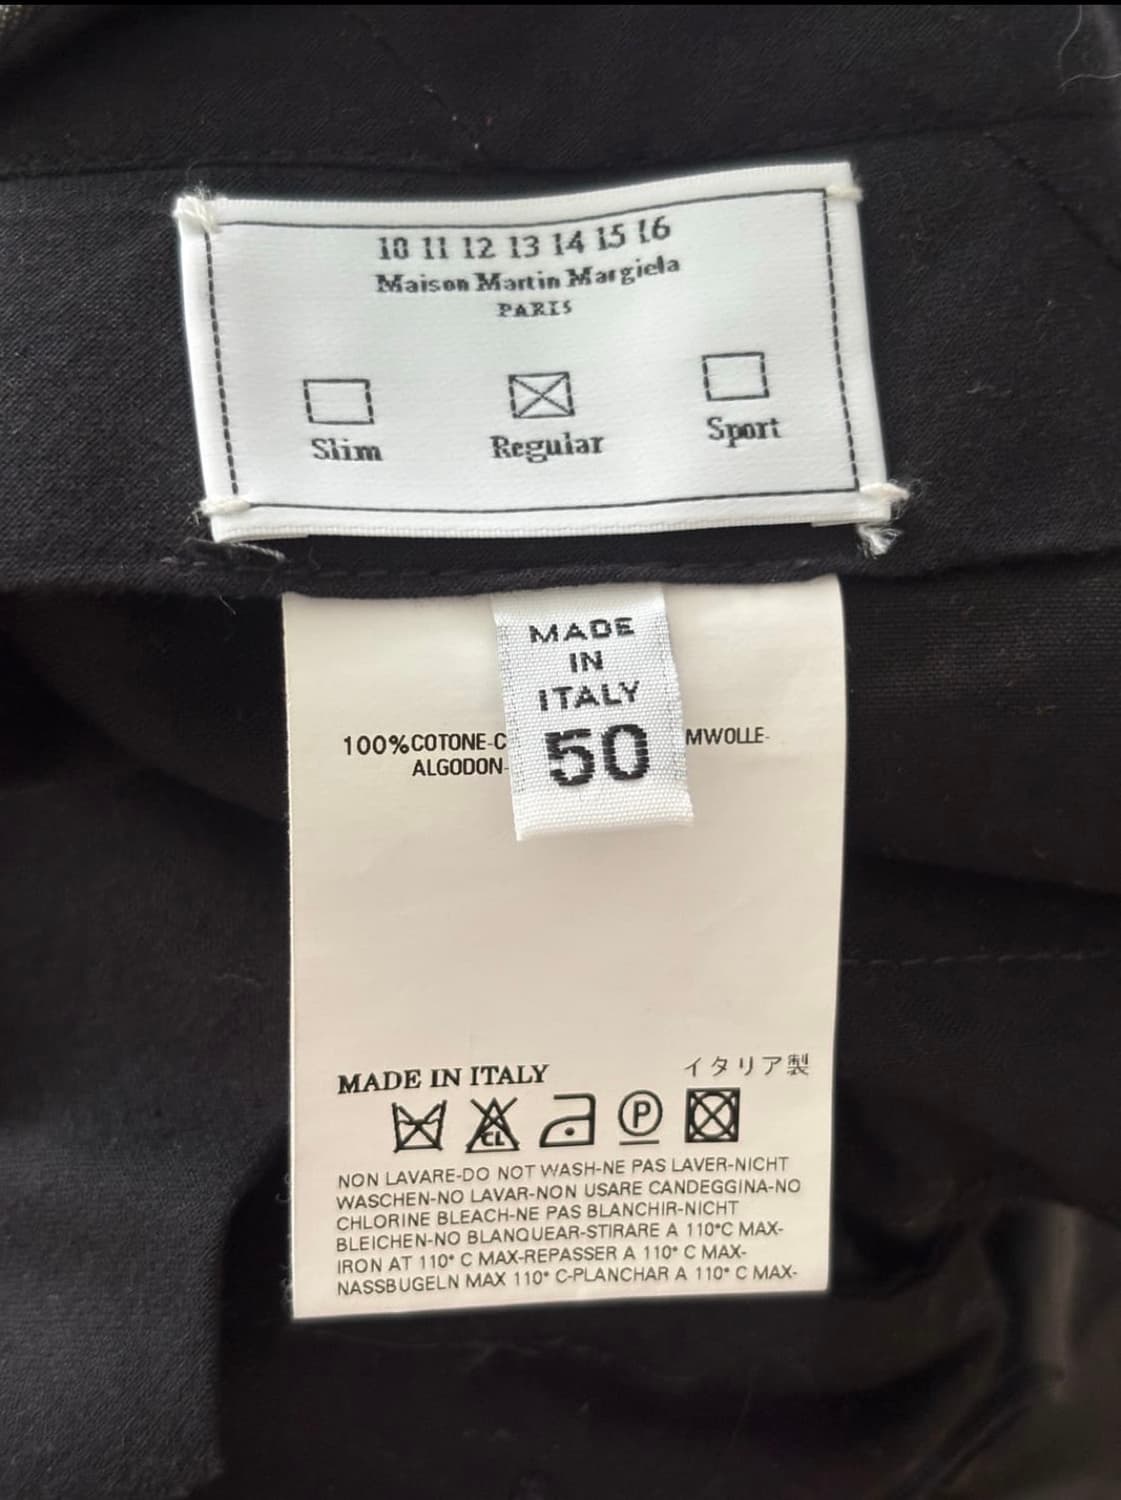 10 11 12 13 14 15 16
Maison Martin Margiela
PARIS
Slim
Regular
Sport
MADE
IN
ITALY
50
100%COTONE-C
MWOLLE-
ALGODON-
MADE IN ITALY
イタリア製
CL
P
NON LAVARE-DO NOT WASH-NE PAS LAVER-NICHT
WASCHEN-NO LAVAR-NON USARE CANDEGGINA-NO
CHLORINE BLEACH-NE PAS BLANCHIR-NICHT
BLEICHEN-NO BLANQUEAR-STIRARE A 110°C MAX-
IRON AT 110° C MAX-REPASSER A 110° C MAX-
NASSBUGELN MAX 110° C-PLANCHAR A 110° C MAX-